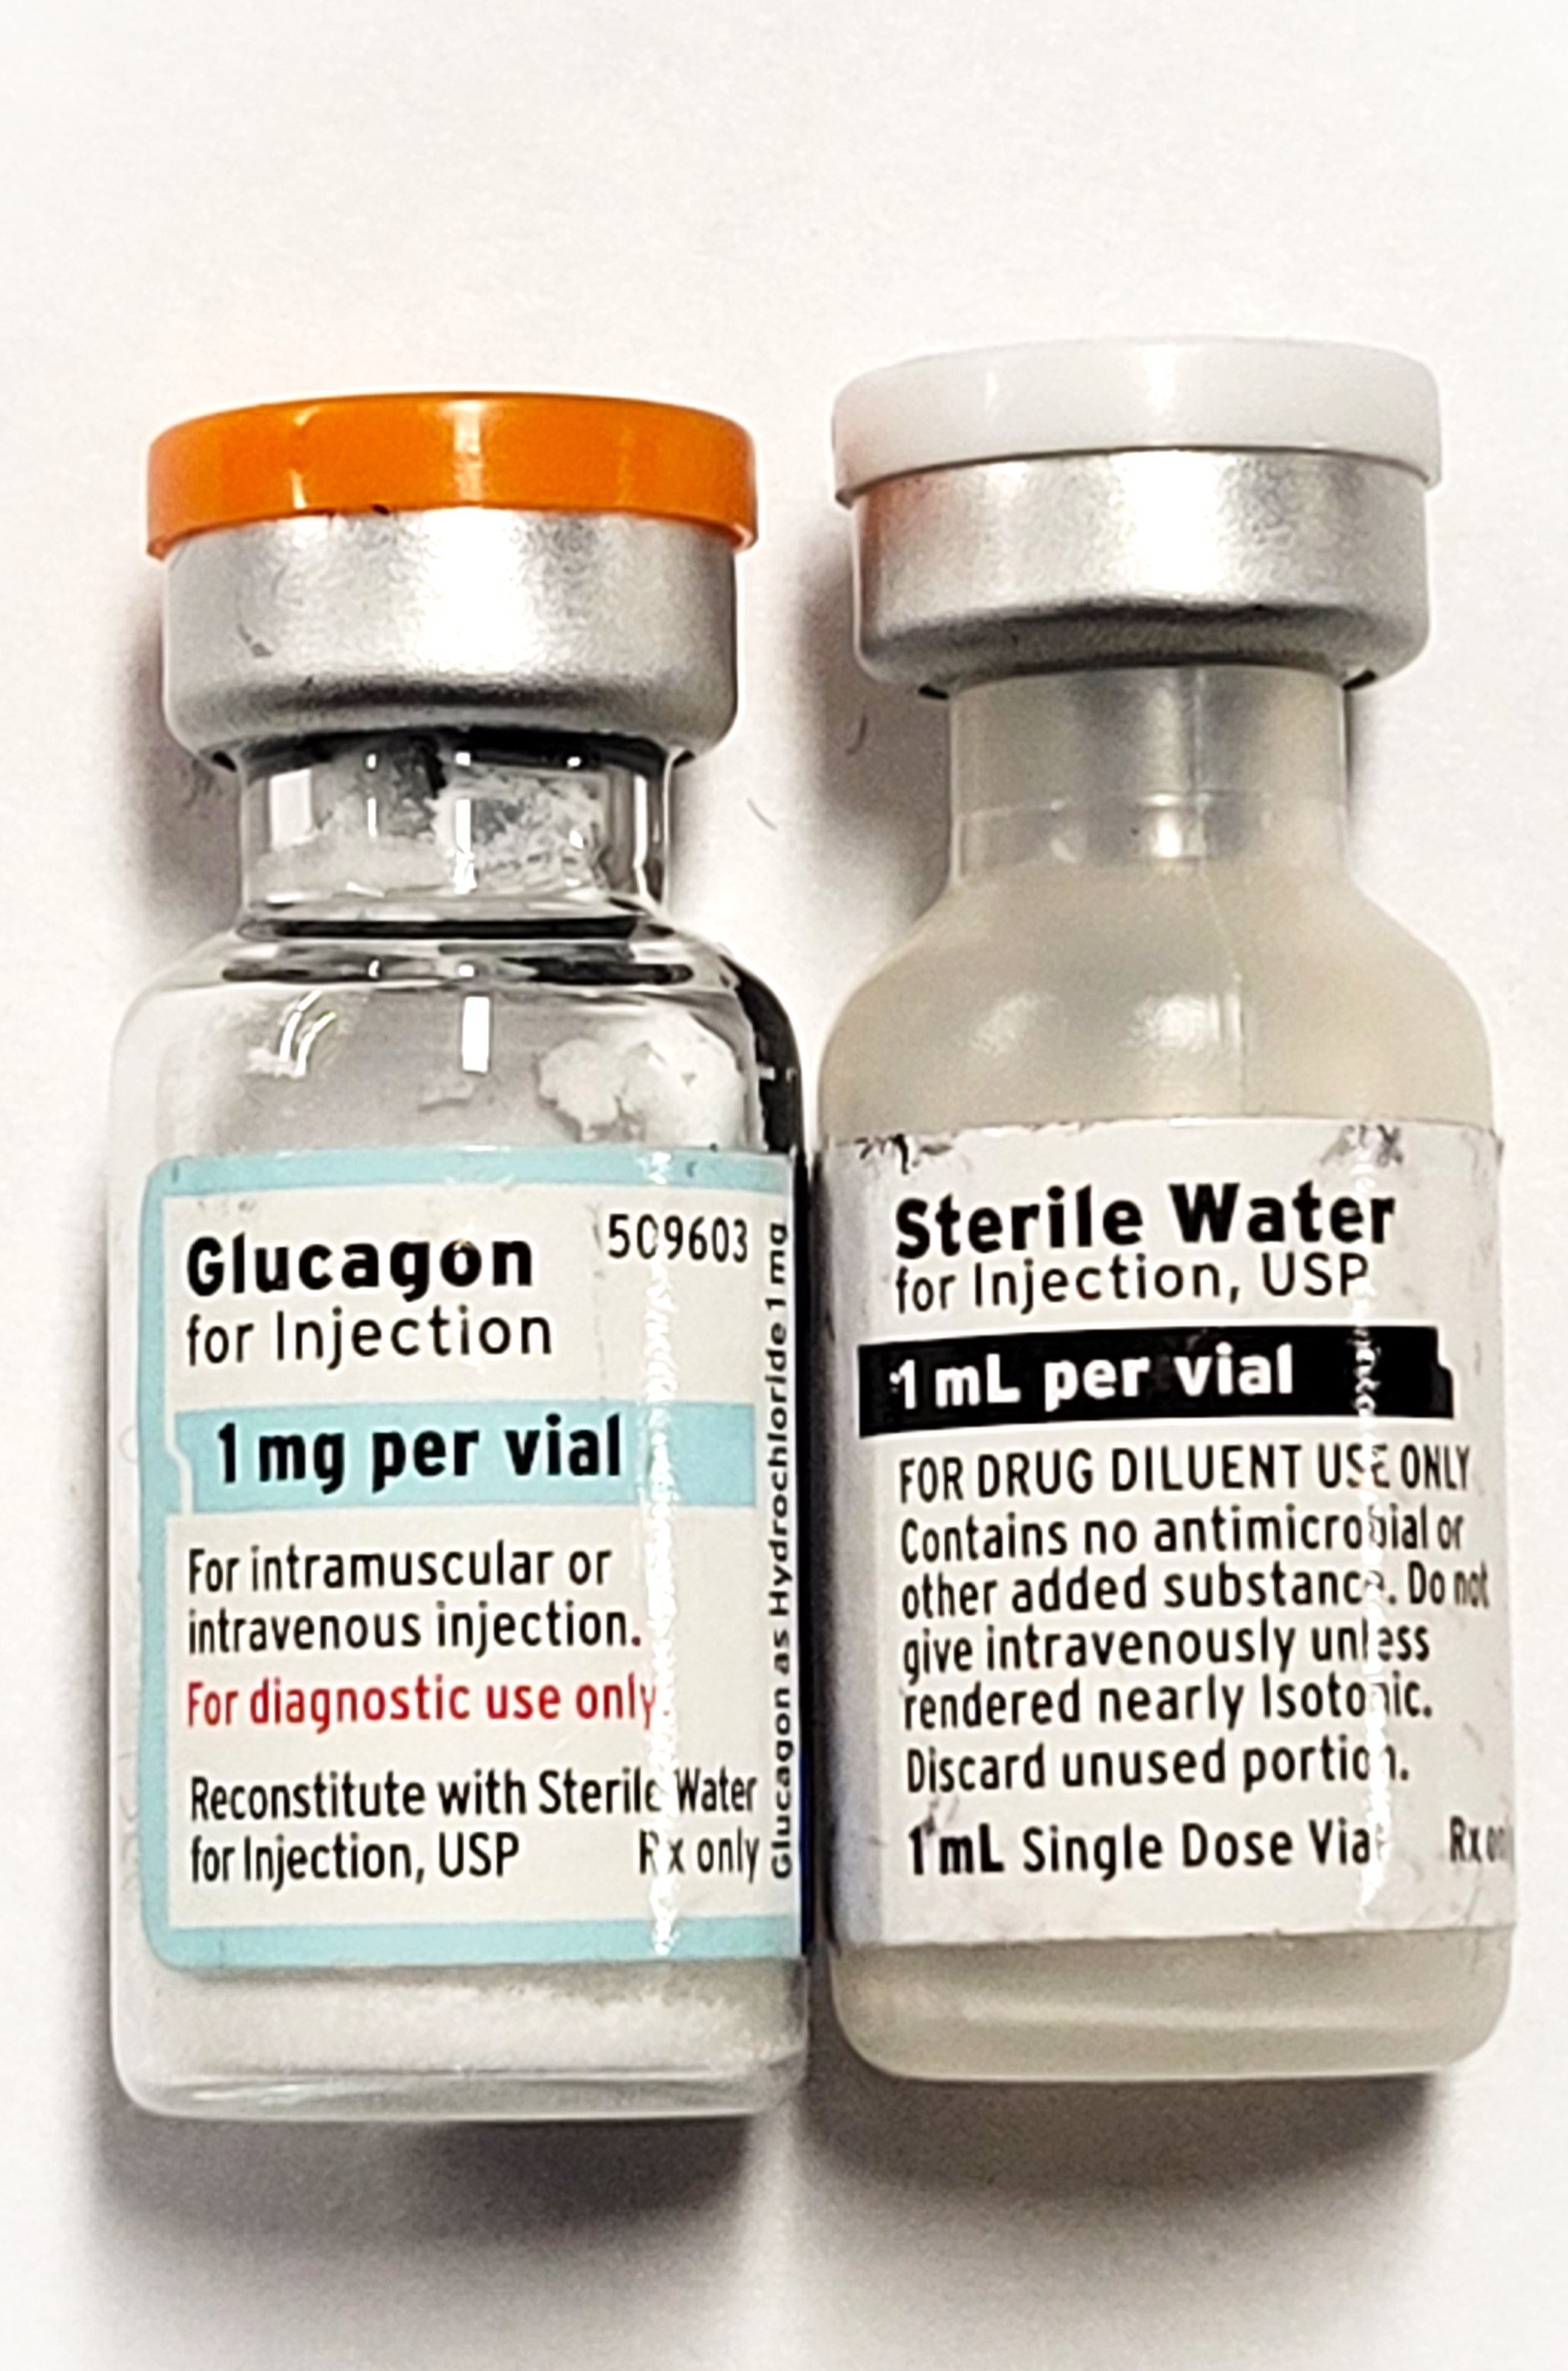 Glucagon 509603
for Injection
1 mg per vial
For intramuscular or
intravenous injection.
For diagnostic use only.
Reconstitute with Sterile Water
for Injection, USP Rx only
Glucagon as Hydrochloride 1 mg
Sterile Water
for Injection, USP
1 mL per vial
FOR DRUG DILUENT USE ONLY
Contains no antimicrobial or
other added substance. Do not
give intravenously unless
rendered nearly Isotonic.
Discard unused portion.
1 mL Single Dose Vial Rx only